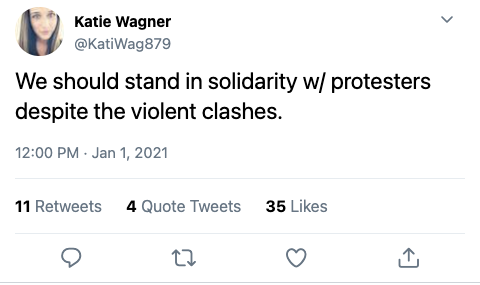 Katie Wagner
@KatiWag879
We should stand in solidarity w/ protesters
despite the violent clashes.
12:00 PM · Jan 1, 2021
11 Retweets 4 Quote Tweets 35 Likes